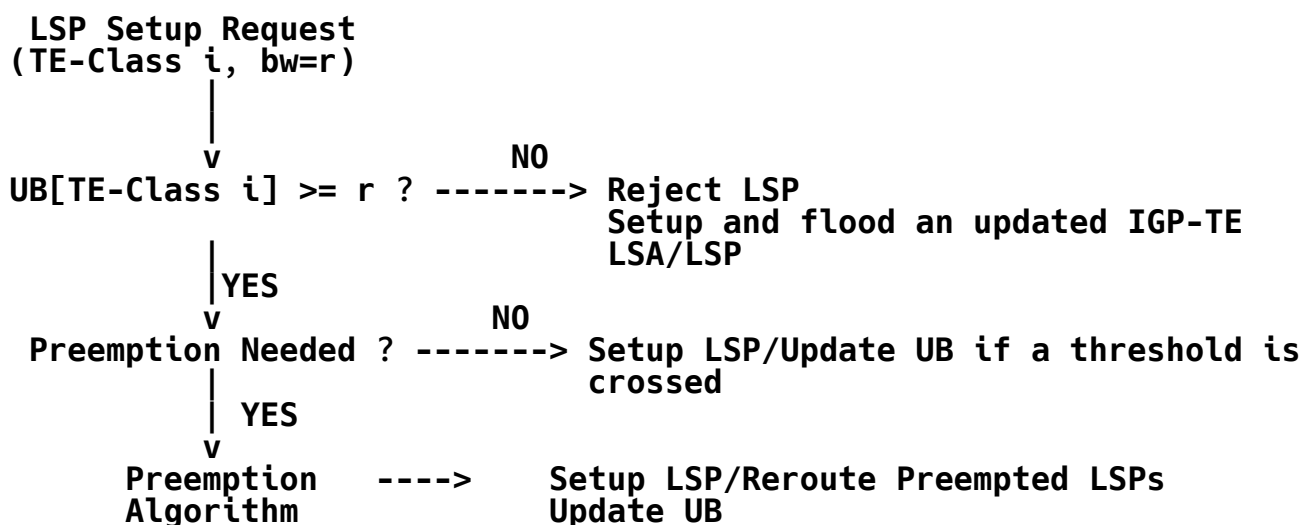 LSP Setup Request
(TE-Class i, bw=r)
|
|
v NO
UB[TE-Class i] >= r ? -------> Reject LSP
Setup and flood an updated IGP-TE
| LSA/LSP
|YES
v NO
Preemption Needed ? -------> Setup LSP/Update UB if a threshold is
| crossed
| YES
v
Preemption ----> Setup LSP/Reroute Preempted LSPs
Algorithm Update UB